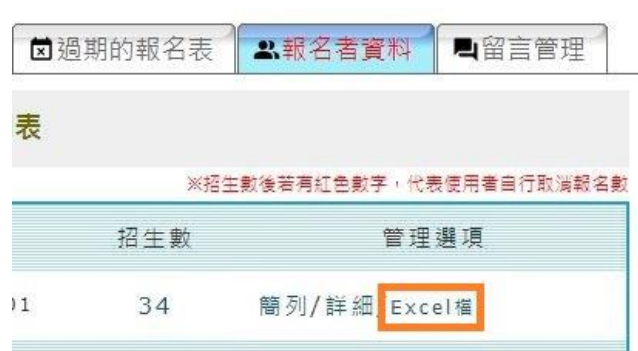 過期的報名表 報名者資料 留言管理
表
※招生數後若有紅色數字，代表使用者自行取消報名數
招生數 管理選項
01 34 簡列/詳細/Excel檔